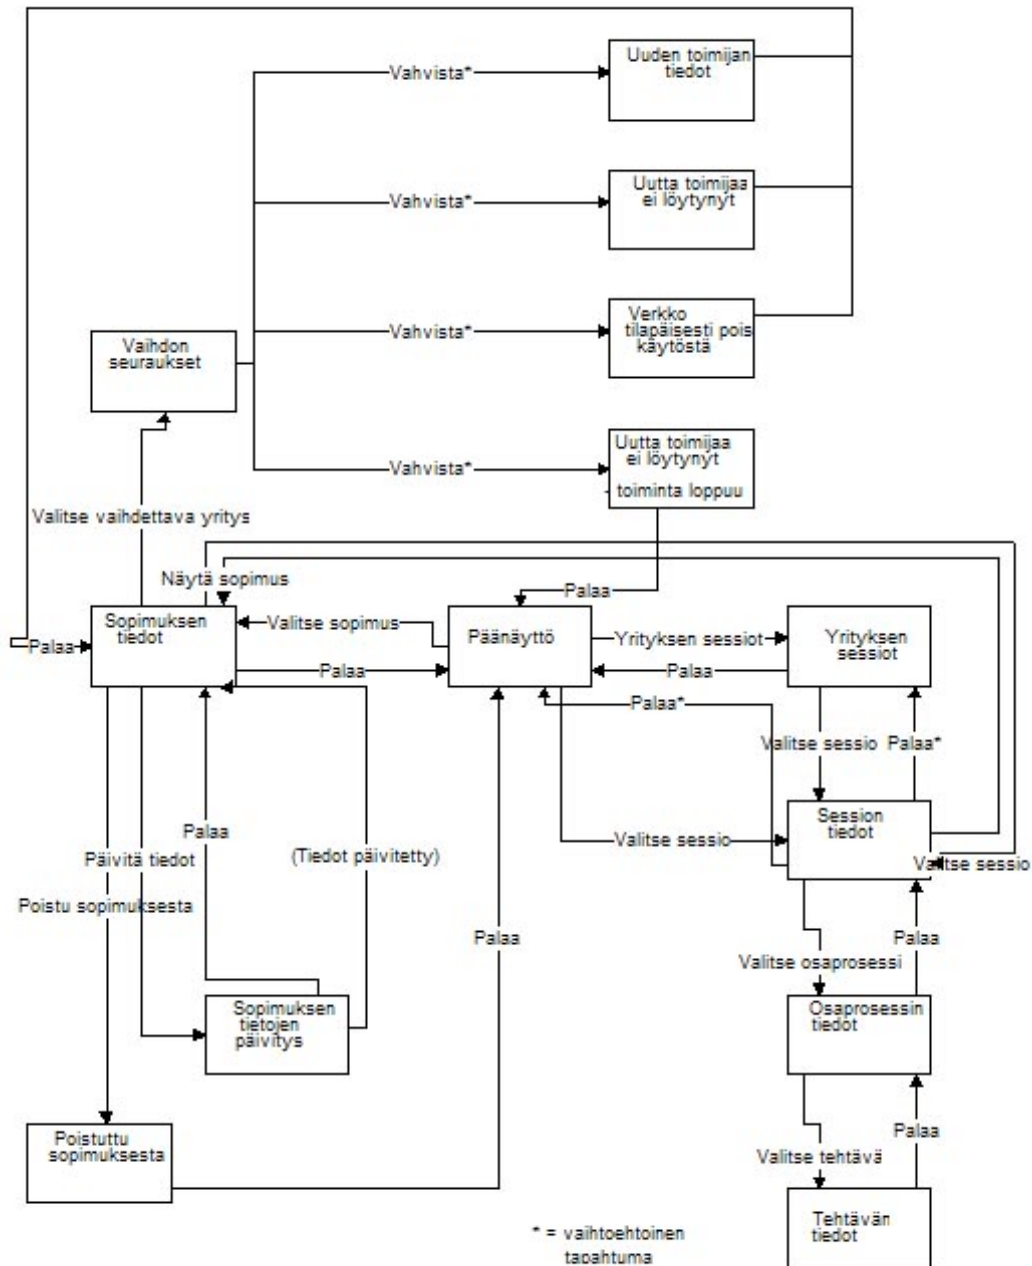 Uuden toimijan
tiedot
Vahvista*
Uutta toimijaa
ei löytynyt
Vahvista*
Verkko
tilapäisesti pois
käytöstä
Vahvista*
Vaihdon
seuraukset
Uutta toimijaa
ei löytynyt
- toiminta loppuu
Vahvista*
Valitse vaihdettava yritys
Näytä sopimus
Palaa
Sopimuksen
tiedot
Valitse sopimus
Päänäyttö
Yrityksen sessiot
Yrityksen
sessiot
Palaa
Palaa
Palaa
Palaa*
Valitse sessio
Palaa*
Session
tiedot
Palaa
Valitse sessio
Päivitä tiedot
(Tiedot päivitetty)
Valitse sessio
Poistu sopimuksesta
Palaa
Palaa
Valitse osaprosessi
Sopimuksen
tietojen
päivitys
Osaprosessin
tiedot
Poistuttu
sopimuksesta
Palaa
Valitse tehtävä
Tehtävän
tiedot
* = vaihtoehtoinen
tapahtuma